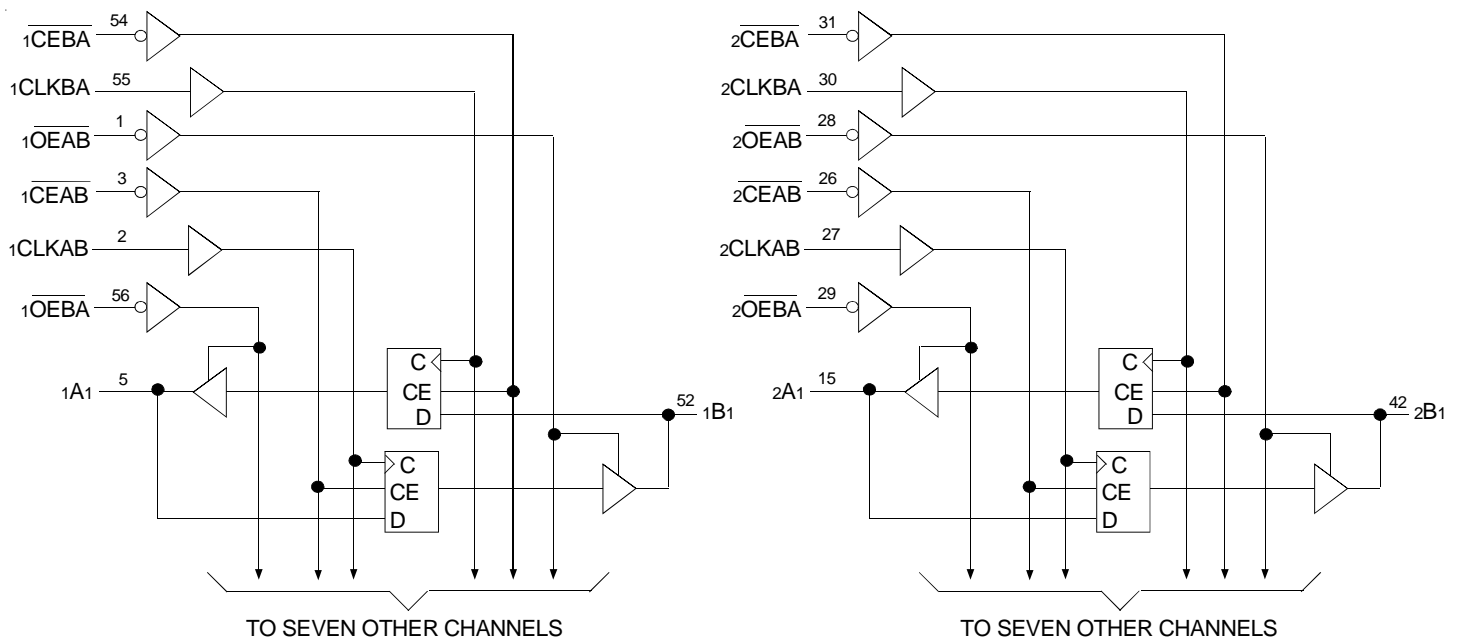 54
1CEBA
55
1CLKBA
1
1OEAB
3
1CEAB
2
1CLKAB
56
1OEBA
5
1A1
C
CE
D
52
1B1
C
CE
D
TO SEVEN OTHER CHANNELS
31
2CEBA
30
2CLKBA
28
2OEAB
26
2CEAB
27
2CLKAB
29
2OEBA
15
2A1
C
CE
D
42
2B1
C
CE
D
TO SEVEN OTHER CHANNELS